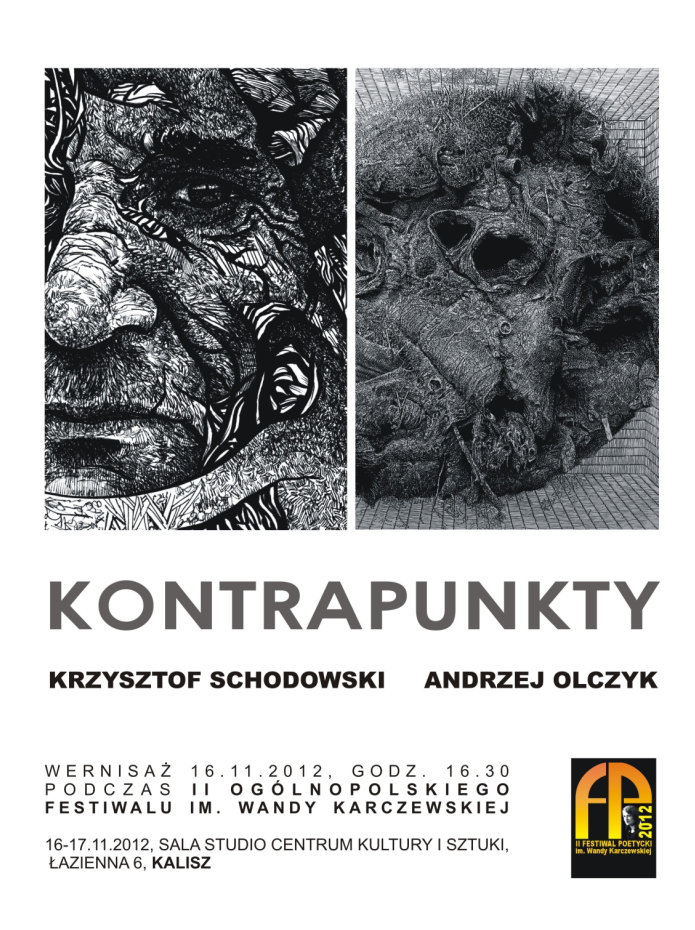 KONTRAPUNKTY
KRZYSZTOF SCHODOWSKI ANDRZEJ OLCZYK
WERNISAŻ 16.11.2012, GODZ. 16.30
PODCZAS II OGÓLNOPOLSKIEGO
FESTIWALU IM. WANDY KARCZEWSKIEJ
16-17.11.2012, SALA STUDIO CENTRUM KULTURY I SZTUKI,
ŁAZIENNA 6, KALISZ
FP
2012
II FESTIWAL POETYCKI
im. Wandy Karczewskiej